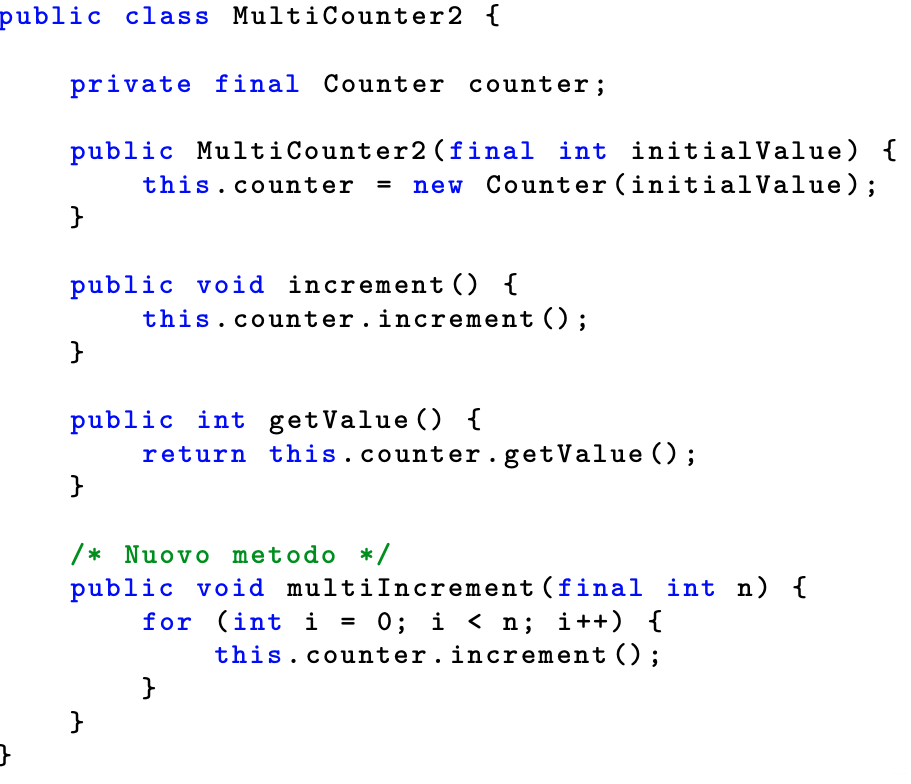 public class MultiCounter2 {
private final Counter counter;
public MultiCounter2(final int initialValue) {
this.counter = new Counter(initialValue);
}
public void increment() {
this.counter.increment();
}
public int getValue() {
return this.counter.getValue();
}
/* Nuovo metodo */
public void multiIncrement(final int n) {
for (int i = 0; i < n; i++) {
this.counter.increment();
}
}
}